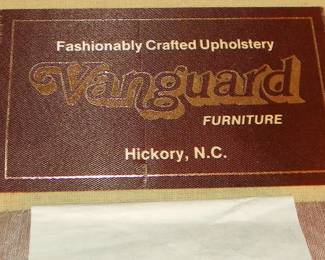 Fashionably Crafted Upholstery
Vanguard
FURNITURE
Hickory, N.C.